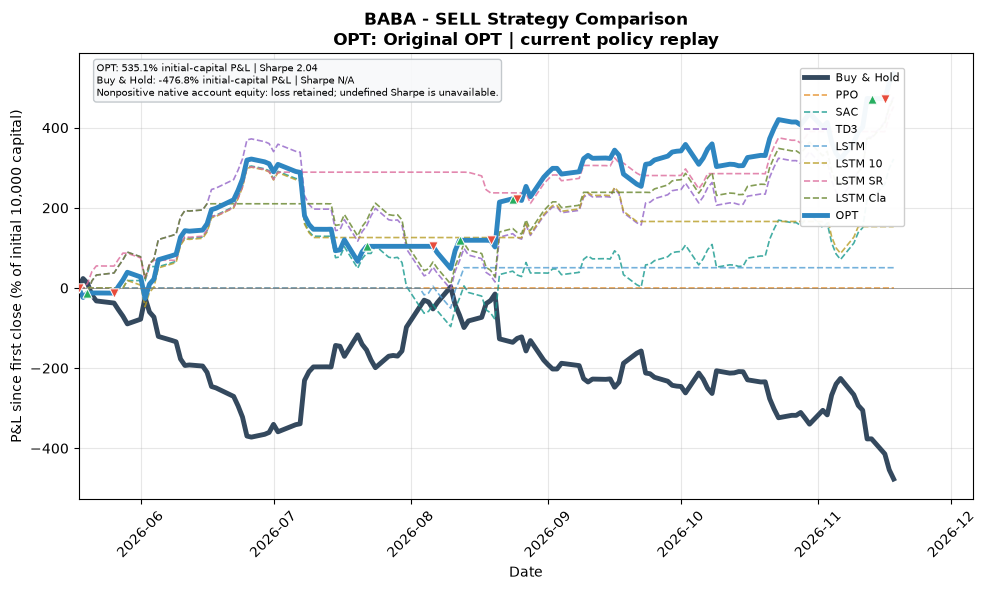 BABA - SELL Strategy Comparison
OPT: Original OPT | current policy replay
OPT: 535.1% initial-capital P&L | Sharpe 2.04
Buy & Hold: -476.8% initial-capital P&L | Sharpe N/A
Nonpositive native account equity: loss retained; undefined Sharpe is unavailable.
Buy & Hold
PPO
SAC
TD3
LSTM
LSTM 10
LSTM SR
LSTM Cla
OPT
P&L since first close (% of initial 10,000 capital)
400
200
0
−200
−400
2026-06
2026-07
2026-08
2026-09
2026-10
2026-11
2026-12
Date